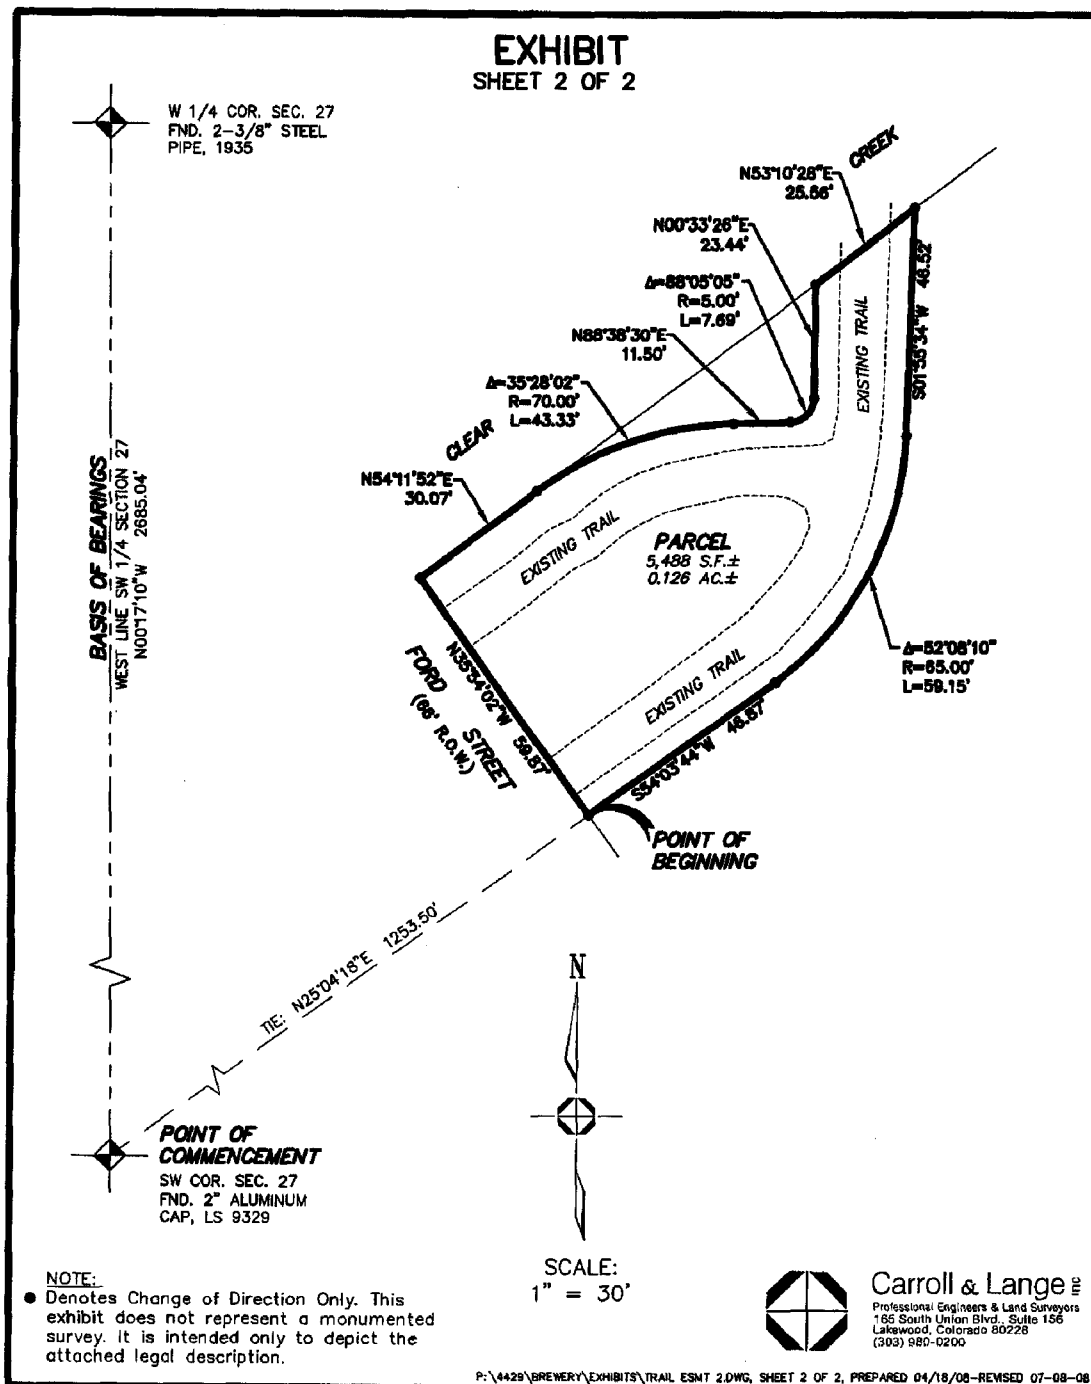 EXHIBIT
SHEET 2 OF 2
W 1/4 COR. SEC. 27
FND. 2-3/8" STEEL
PIPE, 1935
CREEK
N53°10'28"E
25.66'
N00°33'26"E
23.44'
Δ=88°05'05"
R=5.00'
L=7.69'
N88°38'30"E
11.50'
Δ=35°28'02"
R=70.00'
L=43.33'
CLEAR
N54°11'52"E
30.07'
EXISTING TRAIL
S01°55'34"W 46.52'
BASIS OF BEARINGS
WEST LINE SW 1/4 SECTION 27
N00°17'10"W 2685.04'
EXISTING TRAIL
PARCEL
5,488 S.F.±
0.126 AC.±
N35°54'02"W 59.87'
FORD STREET
(66' R.O.W.)
EXISTING TRAIL
S54°03'44"W 46.87'
Δ=52°08'10"
R=65.00'
L=59.15'
POINT OF
BEGINNING
TIE: N25°04'18"E 1253.50'
N
POINT OF
COMMENCEMENT
SW COR. SEC. 27
FND. 2" ALUMINUM
CAP, LS 9329
SCALE:
1" = 30'
NOTE:
● Denotes Change of Direction Only. This
exhibit does not represent a monumented
survey. It is intended only to depict the
attached legal description.
Carroll & Lange INC
Professional Engineers & Land Surveyors
165 South Union Blvd., Suite 156
Lakewood, Colorado 80228
(303) 980-0200
P:\4429\BREWERY\EXHIBITS\TRAIL ESMT 2.DWG, SHEET 2 OF 2, PREPARED 04/18/08-REVISED 07-08-09